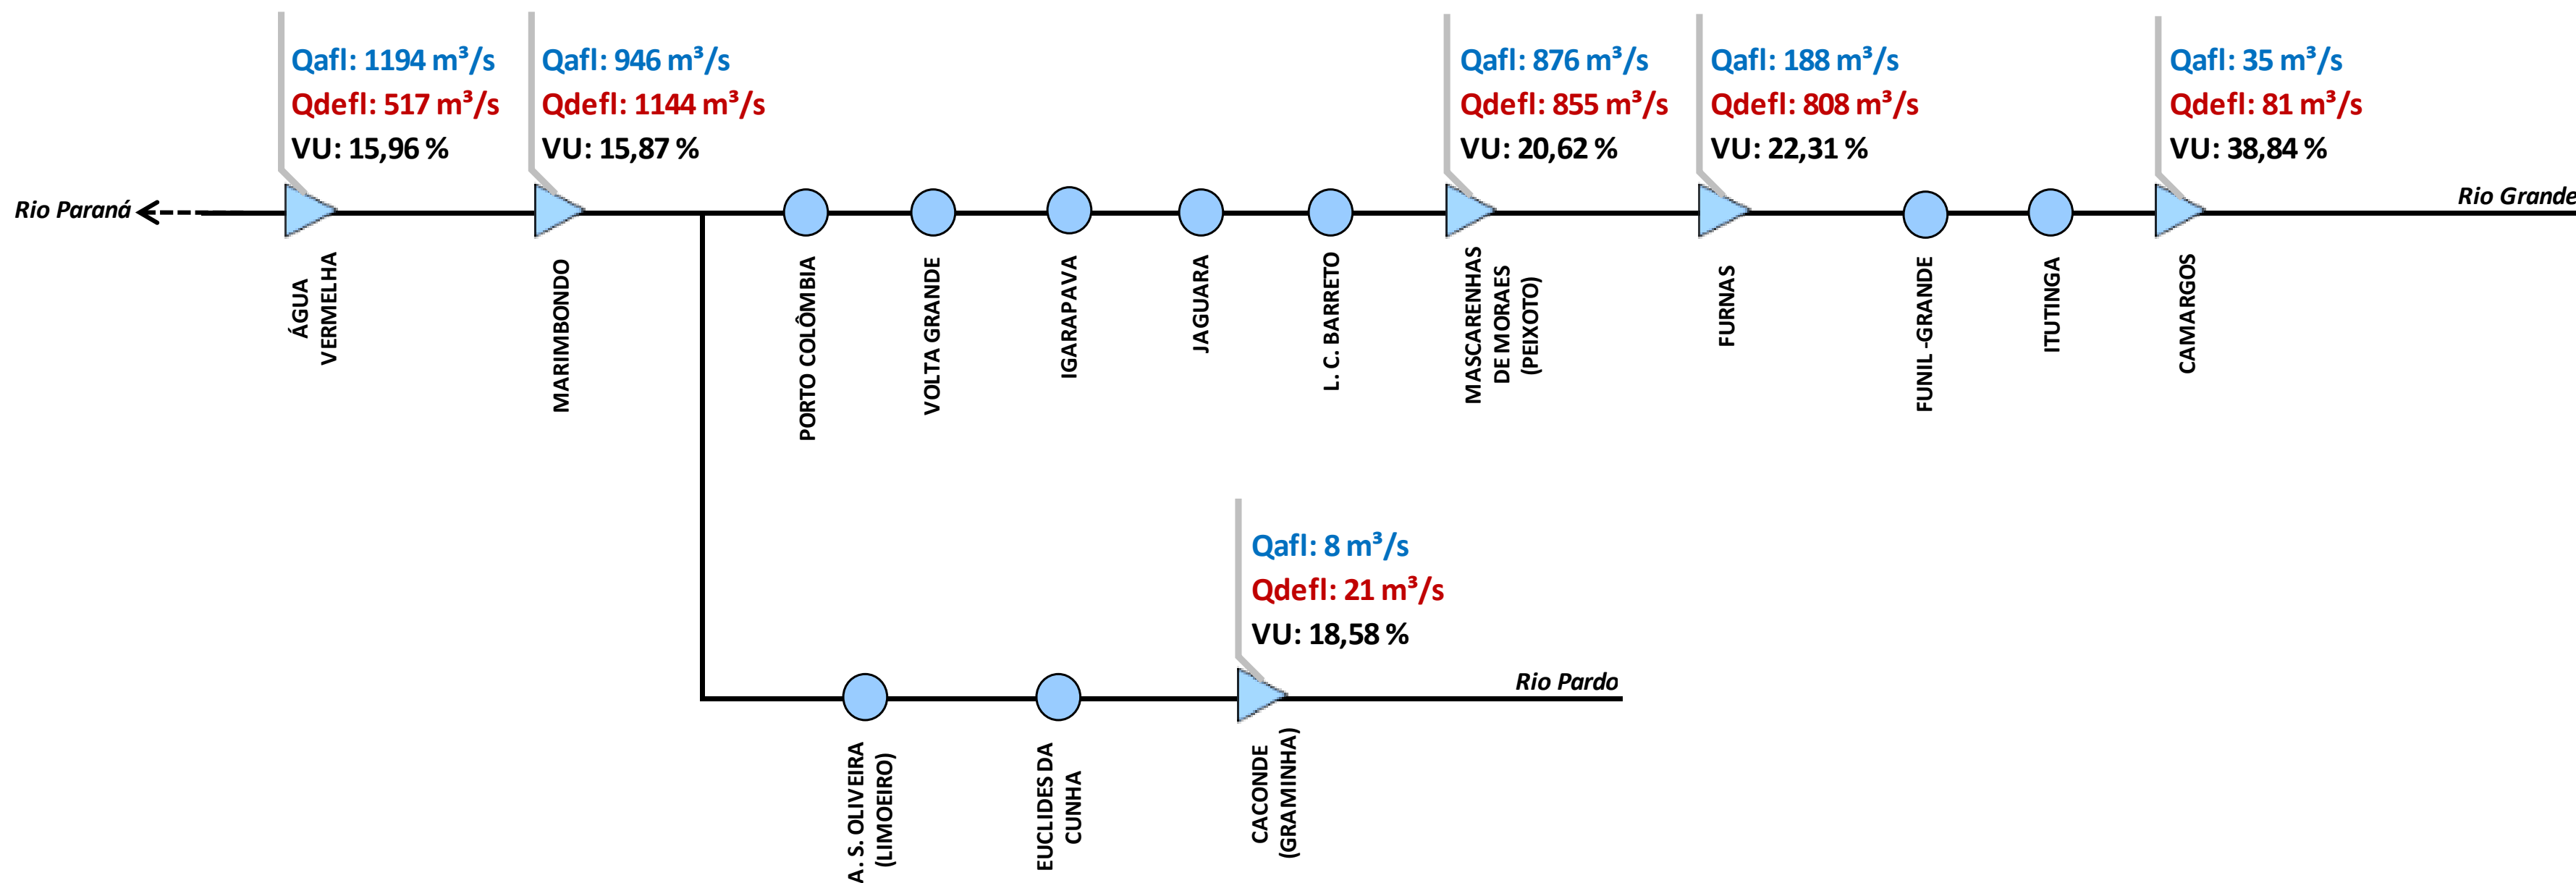 Qafl: 1194 m³/s
Qdefl: 517 m³/s
VU: 15,96 %
Qafl: 946 m³/s
Qdefl: 1144 m³/s
VU: 15,87 %
Qafl: 876 m³/s
Qdefl: 855 m³/s
VU: 20,62 %
Qafl: 188 m³/s
Qdefl: 808 m³/s
VU: 22,31 %
Qafl: 35 m³/s
Qdefl: 81 m³/s
VU: 38,84 %
Rio Paraná
Rio Grande
ÁGUA
VERMELHA
MARIMBONDO
PORTO COLÔMBIA
VOLTA GRANDE
IGARAPAVA
JAGUARA
L. C. BARRETO
MASCARENHAS
DE MORAES
(PEIXOTO)
FURNAS
FUNIL -GRANDE
ITUTINGA
CAMARGOS
Qafl: 8 m³/s
Qdefl: 21 m³/s
VU: 18,58 %
Rio Pardo
A. S. OLIVEIRA
(LIMOEIRO)
EUCLIDES DA
CUNHA
CACONDE
(GRAMINHA)